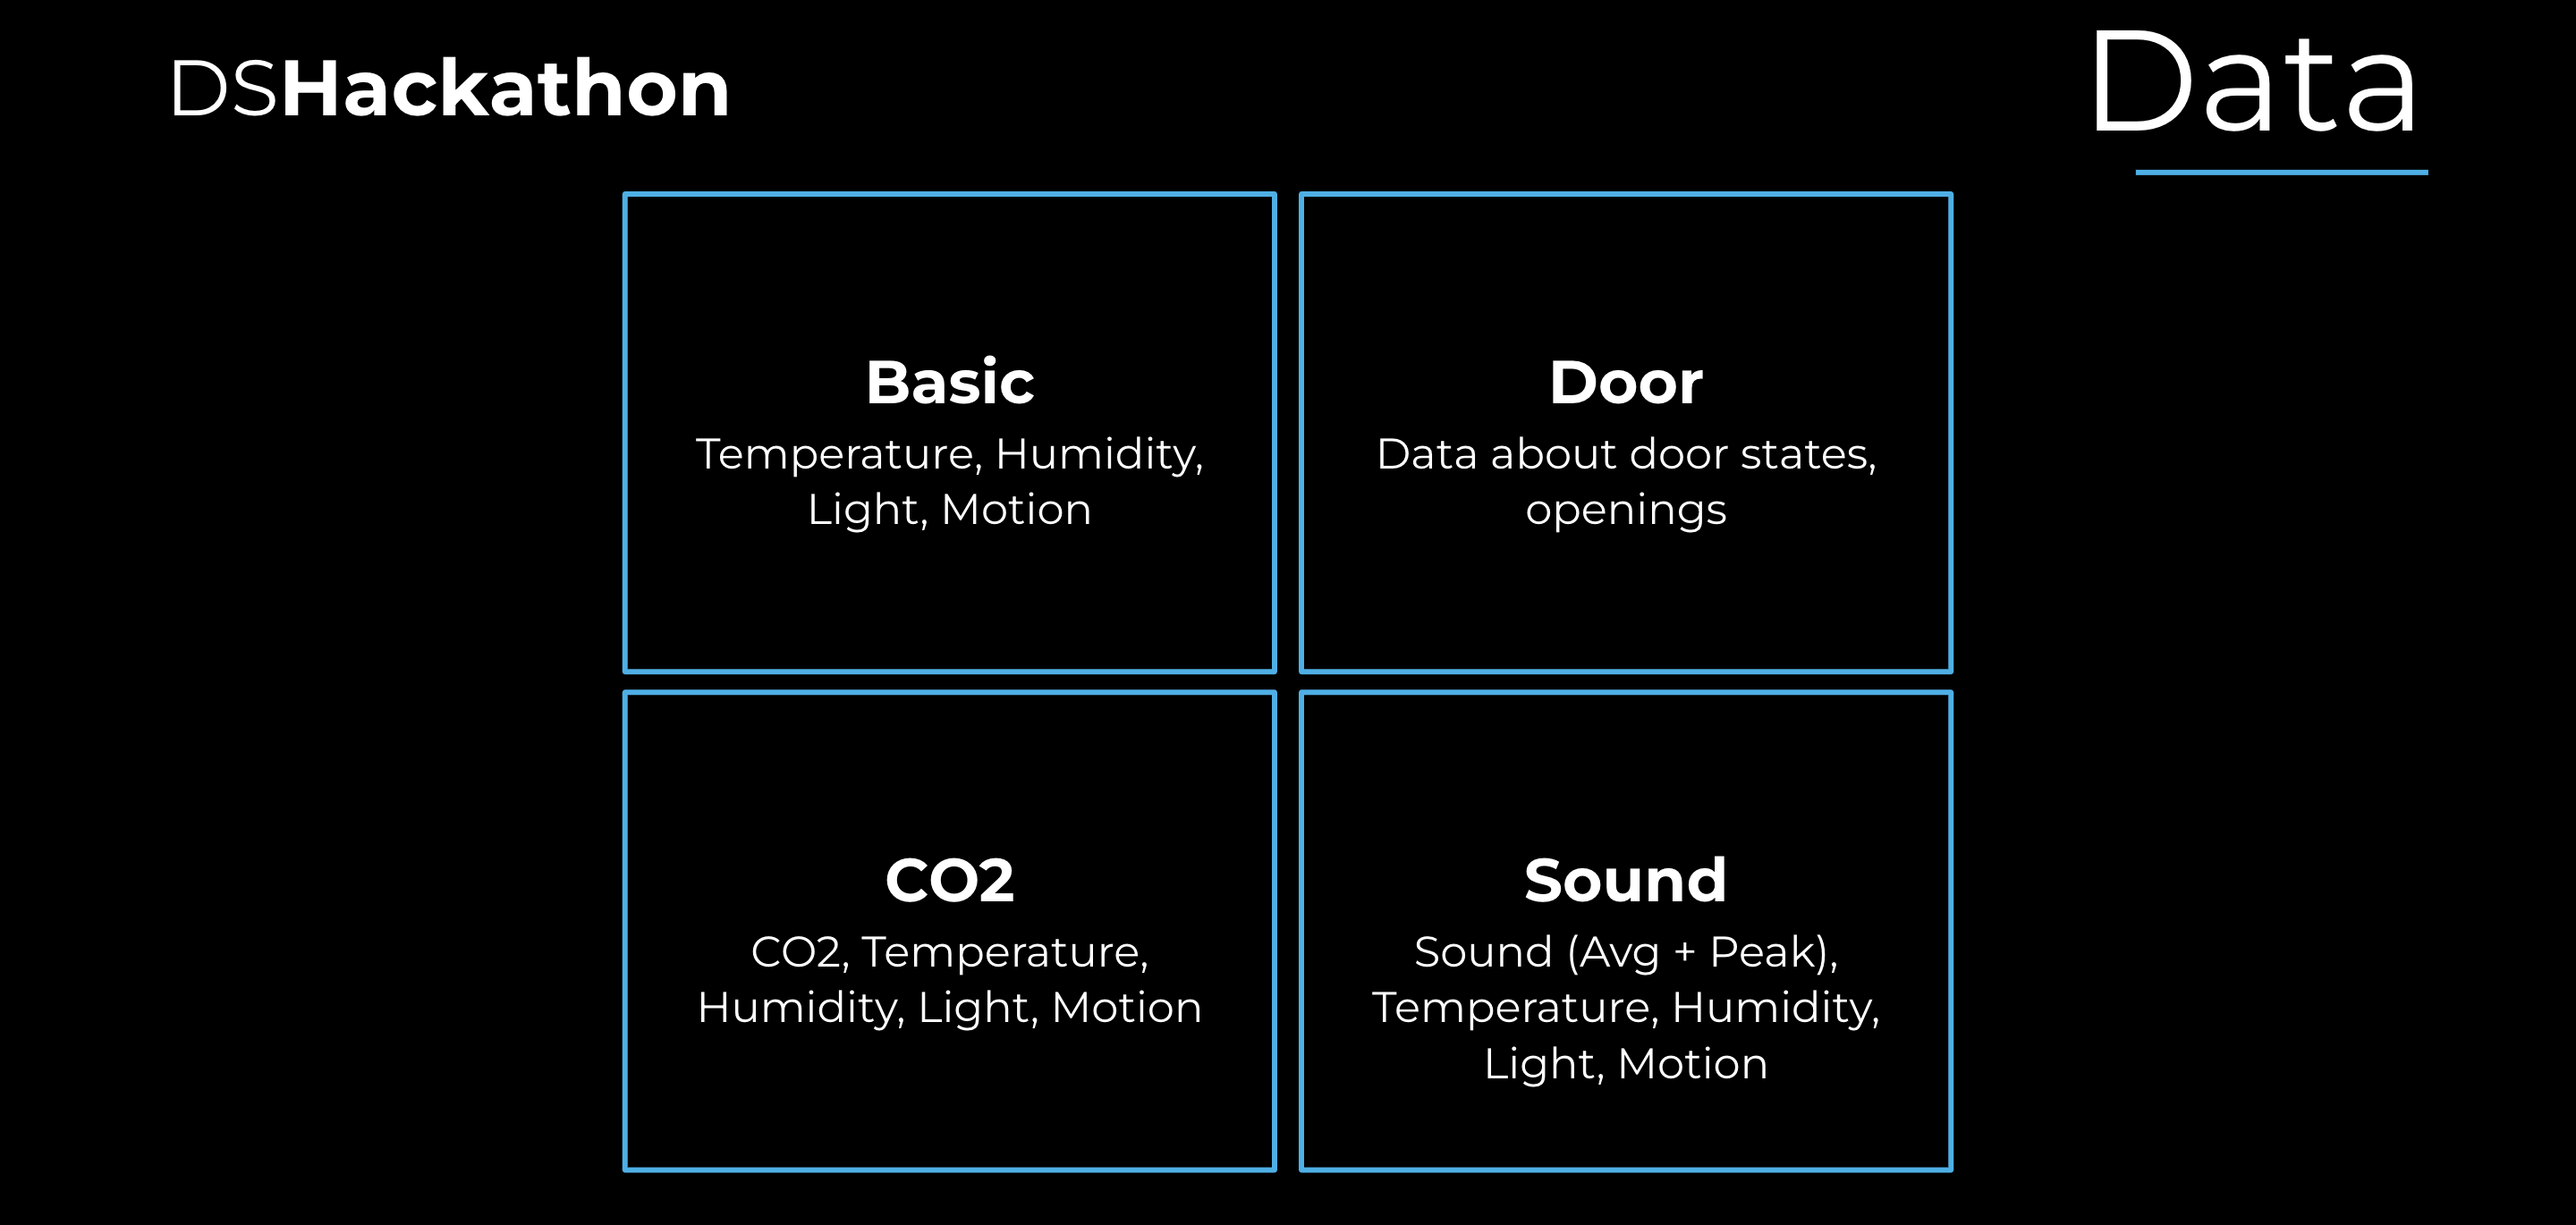 DSHackathon
Data
Basic
Temperature, Humidity,
Light, Motion
Door
Data about door states,
openings
CO2
CO2, Temperature,
Humidity, Light, Motion
Sound
Sound (Avg + Peak),
Temperature, Humidity,
Light, Motion